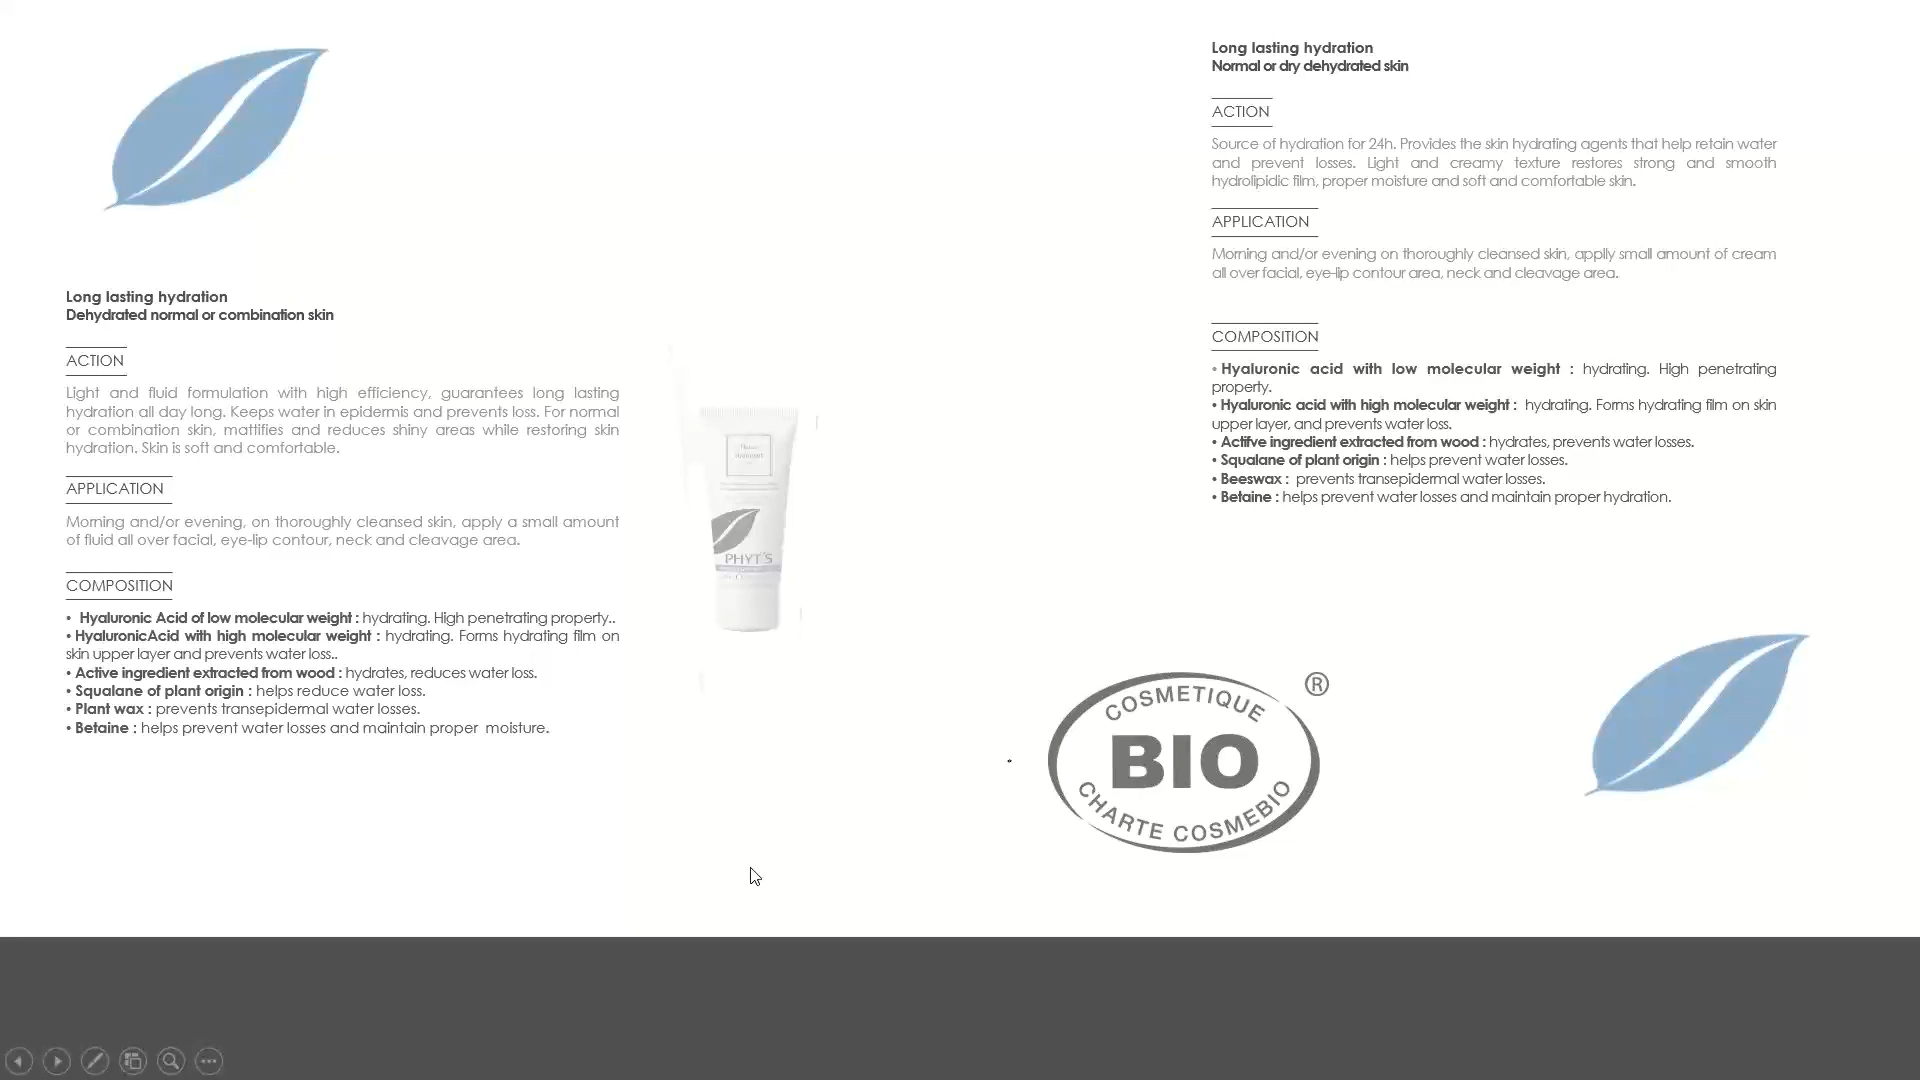 Long lasting hydration
Dehydrated normal or combination skin
ACTION
Light and fluid formulation with high efficiency, guarantees long lasting
hydration all day long. Keeps water in epidermis and prevents loss. For normal
or combination skin, mattifies and reduces shiny areas while restoring skin
hydration. Skin is soft and comfortable.
APPLICATION
Morning and/or evening, on thoroughly cleansed skin, apply a small amount
of fluid all over facial, eye-lip contour, neck and cleavage area.
COMPOSITION
• Hyaluronic Acid of low molecular weight : hydrating. High penetrating property..
• HyaluronicAcid with high molecular weight : hydrating. Forms hydrating film on
skin upper layer and prevents water loss..
• Active ingredient extracted from wood : hydrates, reduces water loss.
• Squalane of plant origin : helps reduce water loss.
• Plant wax : prevents transepidermal water losses.
• Betaine : helps prevent water losses and maintain proper moisture.
PHYT'S
Long lasting hydration
Normal or dry dehydrated skin
ACTION
Source of hydration for 24h. Provides the skin hydrating agents that help retain water
and prevent losses. Light and creamy texture restores strong and smooth
hydrolipidic film, proper moisture and soft and comfortable skin.
APPLICATION
Morning and/or evening on thoroughly cleansed skin, applly small amount of cream
all over facial, eye-lip contour area, neck and cleavage area.
COMPOSITION
• Hyaluronic acid with low molecular weight : hydrating. High penetrating
property.
• Hyaluronic acid with high molecular weight : hydrating. Forms hydrating film on skin
upper layer, and prevents water loss.
• Actifve ingredient extracted from wood : hydrates, prevents water losses.
• Squalane of plant origin : helps prevent water losses.
• Beeswax : prevents transepidermal water losses.
• Betaine : helps prevent water losses and maintain proper hydration.
COSMETIQUE
®
BIO
CHARTE COSMEBIO